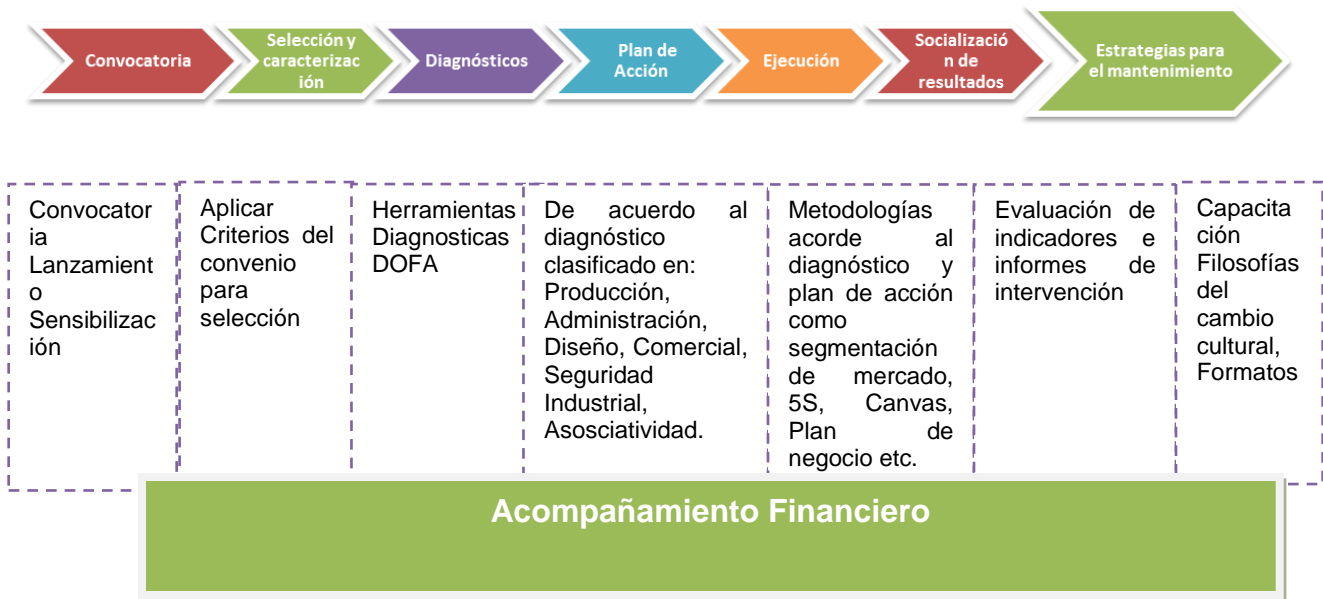 Convocatoria
Selección y
caracterizac
ión
Diagnósticos
Plan de
Acción
Ejecución
Socializació
n de
resultados
Estrategias para
el mantenimiento
Convocator
ia
Lanzamient
o
Sensibilizac
ión
Aplicar
Criterios del
convenio
para
selección
Herramientas
Diagnosticas
DOFA
De acuerdo al
diagnóstico
clasificado en:
Producción,
Administración,
Diseño, Comercial,
Seguridad
Industrial,
Asosciatividad.
Metodologías
acorde al
diagnóstico y
plan de acción
como
segmentación
de mercado,
5S, Canvas,
Plan de
negocio etc.
Evaluación de
indicadores e
informes de
intervención
Capacita
ción
Filosofías
del
cambio
cultural,
Formatos
Acompañamiento Financiero